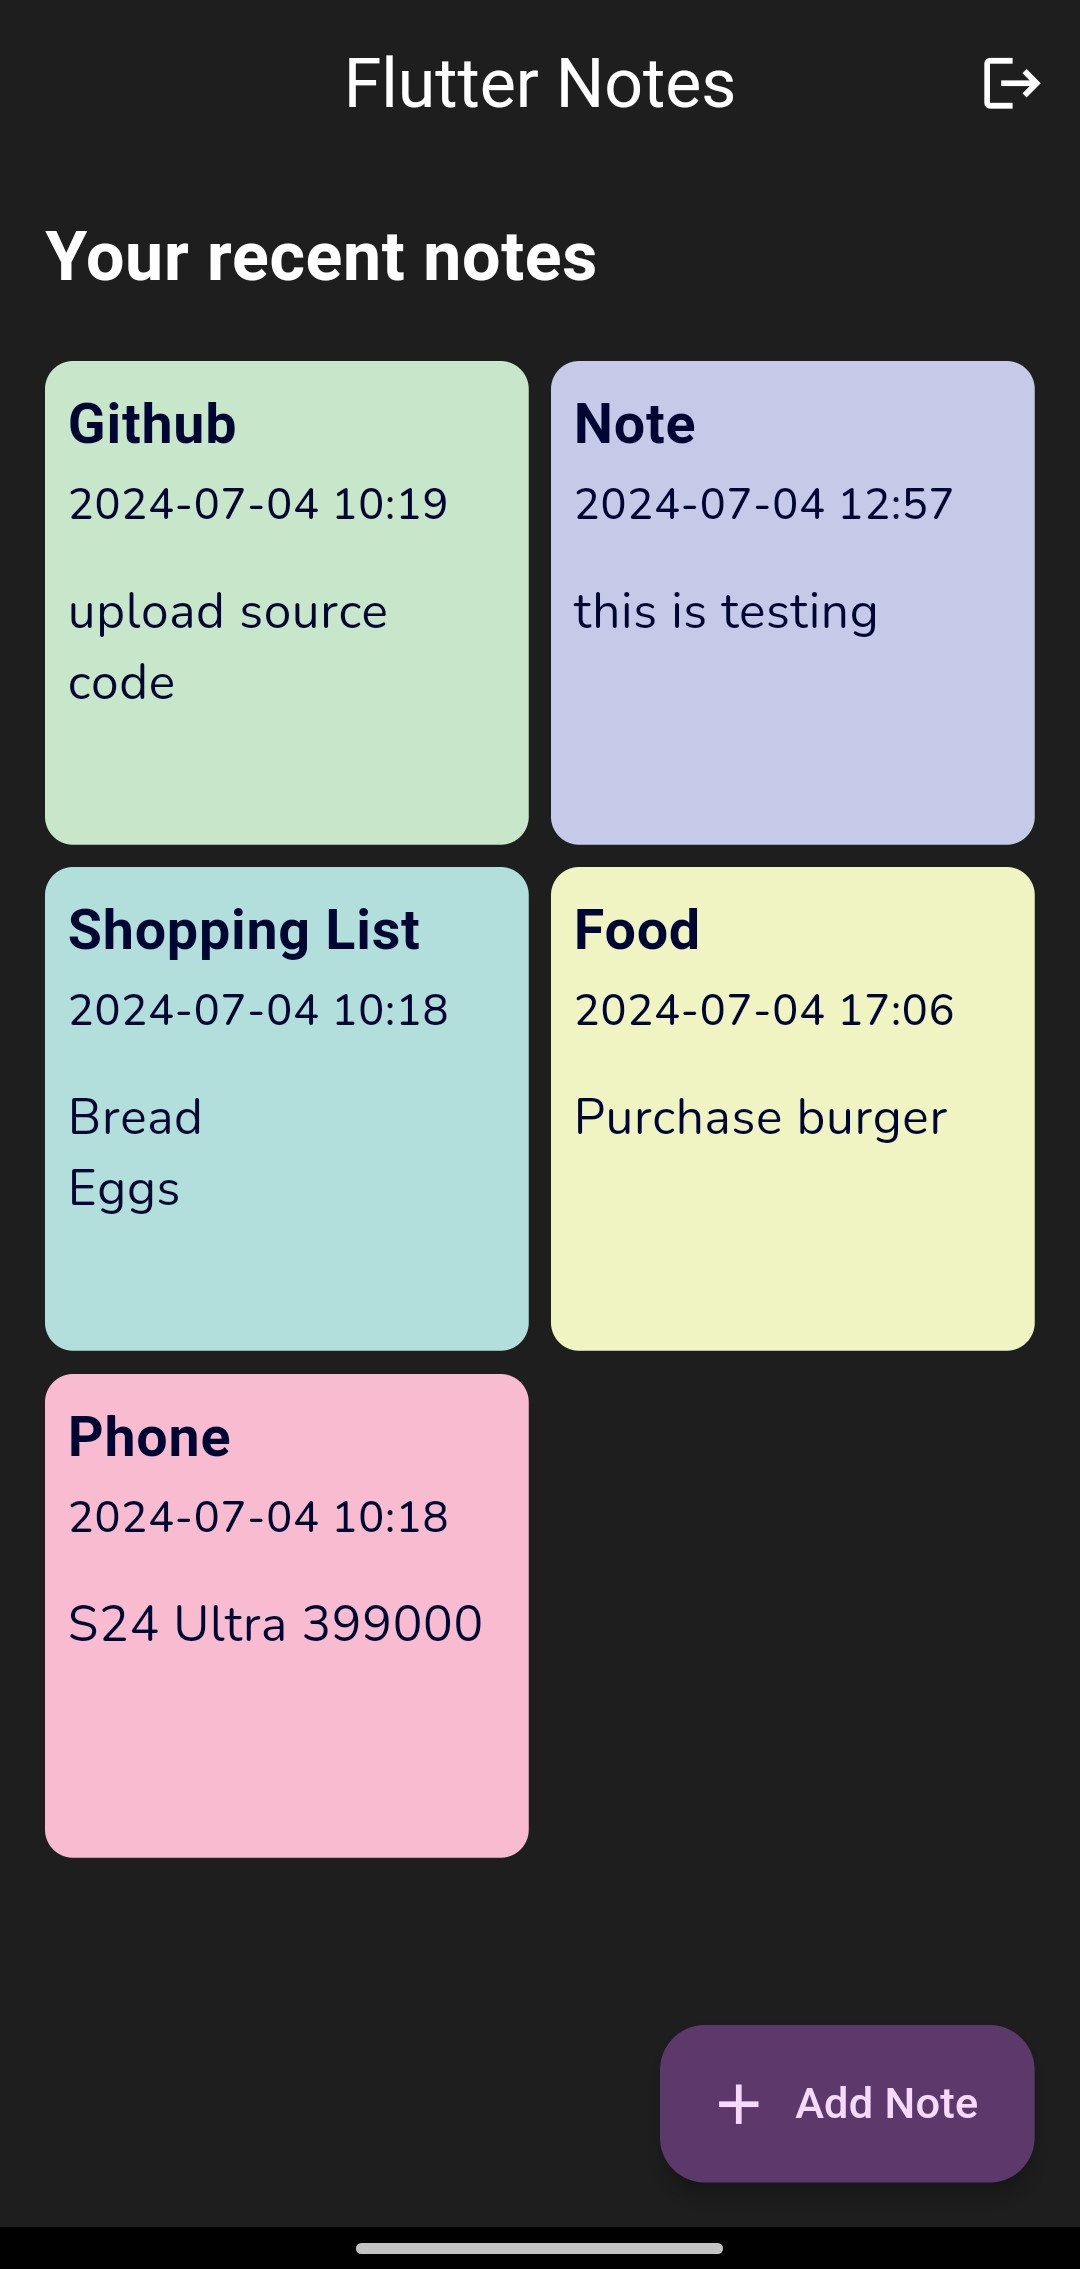 Flutter Notes
Your recent notes
Github
2024-07-04 10:19
upload source
code
Note
2024-07-04 12:57
this is testing
Shopping List
2024-07-04 10:18
Bread
Eggs
Food
2024-07-04 17:06
Purchase burger
Phone
2024-07-04 10:18
S24 Ultra 399000
Add Note